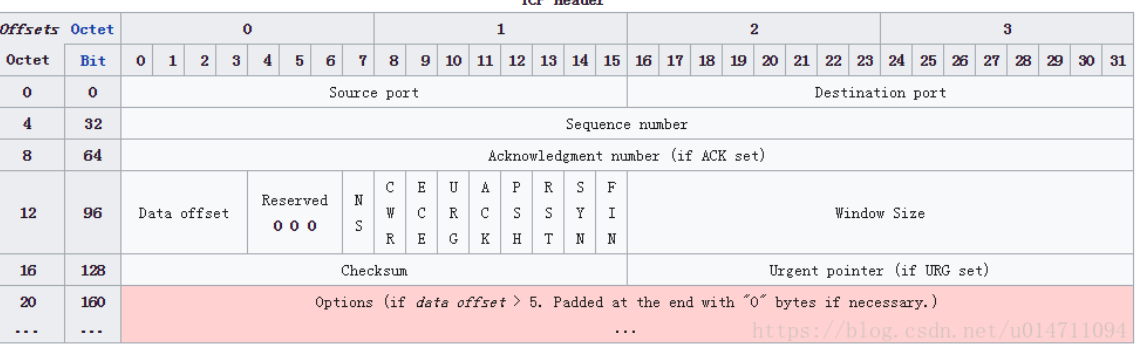 TCP Header
Offsets Octet 0 1 2 3
Octet Bit 0 1 2 3 4 5 6 7 8 9 10 11 12 13 14 15 16 17 18 19 20 21 22 23 24 25 26 27 28 29 30 31
0 0 Source port Destination port
4 32 Sequence number
8 64 Acknowledgment number (if ACK set)
12 96 Data offset Reserved 0 0 0 NS CWR ECE URG ACK PSH RST SYN FIN Window Size
16 128 Checksum Urgent pointer (if URG set)
20 160 Options (if data offset > 5. Padded at the end with "0" bytes if necessary.)
... ... ...
https://blog.csdn.net/u014711094